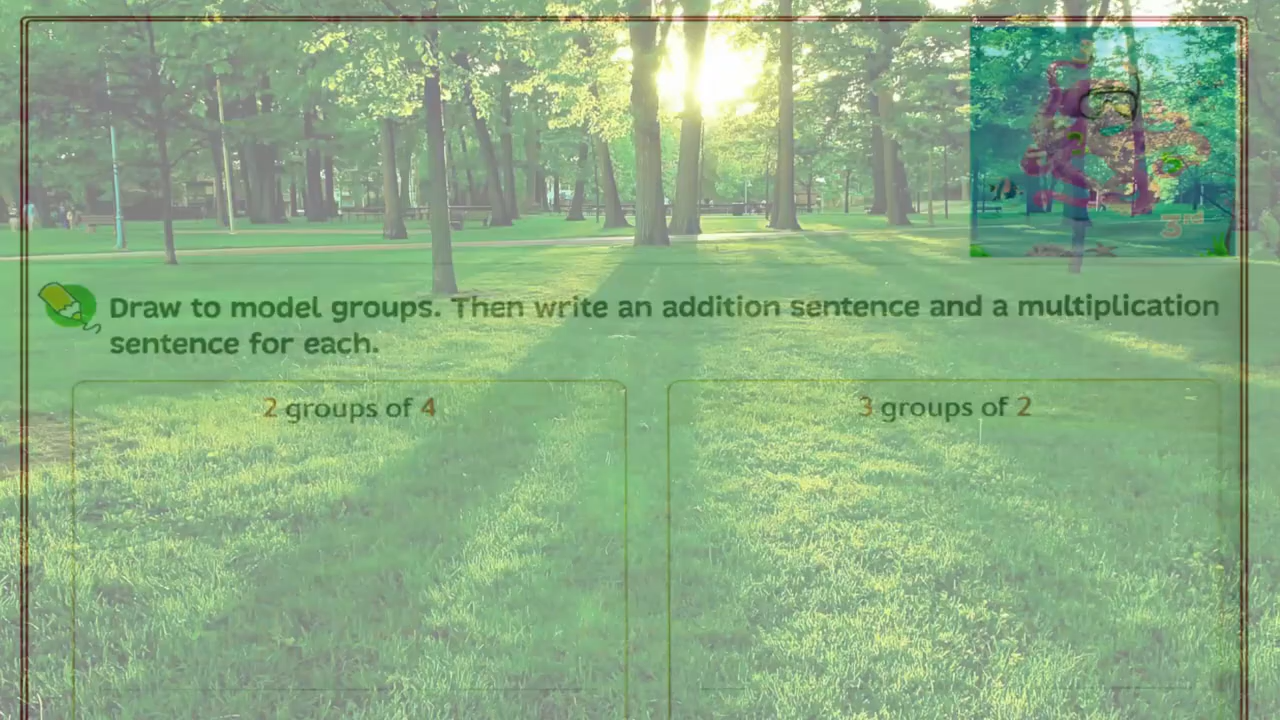 3rd
Draw to model groups. Then write an addition sentence and a multiplication
sentence for each.
2 groups of 4
3 groups of 2